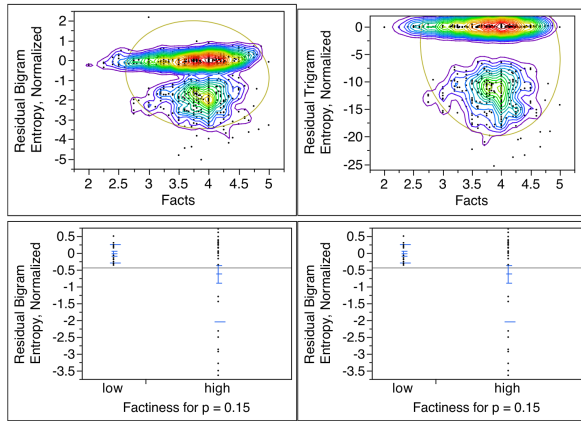 Residual Bigram
Entropy, Normalized
2
1
0
-1
-2
-3
-4
-5
2 2.5 3 3.5 4 4.5 5
Facts
Residual Trigram
Entropy, Normalized
0
-5
-10
-15
-20
-25
2 2.5 3 3.5 4 4.5 5
Facts
Residual Bigram
Entropy, Normalized
0.5
0
-0.5
-1
-1.5
-2
-2.5
-3
-3.5
low high
Factiness for p = 0.15
Residual Bigram
Entropy, Normalized
0.5
0
-0.5
-1
-1.5
-2
-2.5
-3
-3.5
low high
Factiness for p = 0.15